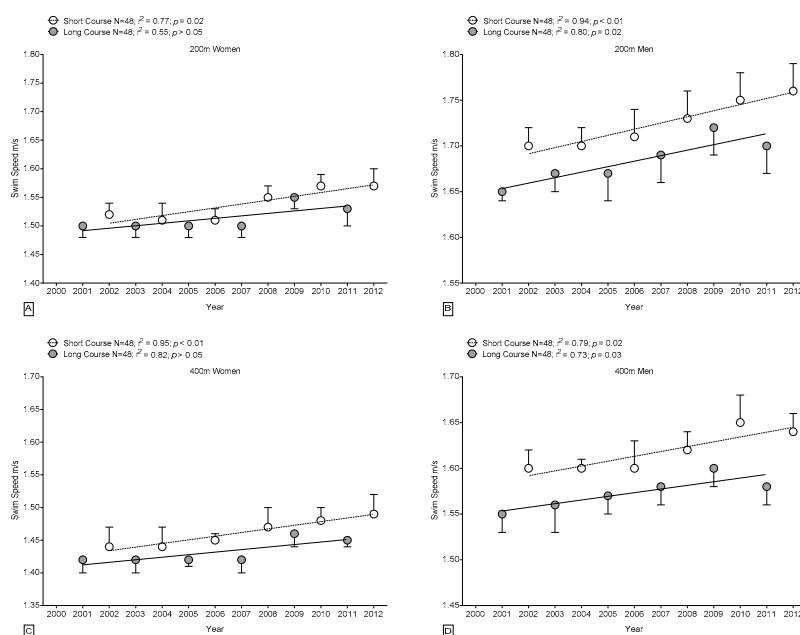 Short Course N=48; r² = 0.77; p = 0.02
Long Course N=48; r² = 0.55; p > 0.05
200m Women
1.80
1.75
1.70
1.65
1.60
1.55
1.50
1.45
1.40
Swim Speed m/s
2000 2001 2002 2003 2004 2005 2006 2007 2008 2009 2010 2011 2012
Year
A
Short Course N=48; r² = 0.94; p < 0.01
Long Course N=48; r² = 0.80; p = 0.02
200m Men
1.80
1.75
1.70
1.65
1.60
1.55
Swim Speed m/s
2000 2001 2002 2003 2004 2005 2006 2007 2008 2009 2010 2011 2012
Year
B
Short Course N=48; r² = 0.95; p < 0.01
Long Course N=48; r² = 0.82; p > 0.05
400m Women
1.70
1.65
1.60
1.55
1.50
1.45
1.40
1.35
Swim Speed m/s
2000 2001 2002 2003 2004 2005 2006 2007 2008 2009 2010 2011 2012
Year
C
Short Course N=48; r² = 0.79; p = 0.02
Long Course N=48; r² = 0.73; p = 0.03
400m Men
1.70
1.65
1.60
1.55
1.50
1.45
Swim Speed m/s
2000 2001 2002 2003 2004 2005 2006 2007 2008 2009 2010 2011 2012
Year
D